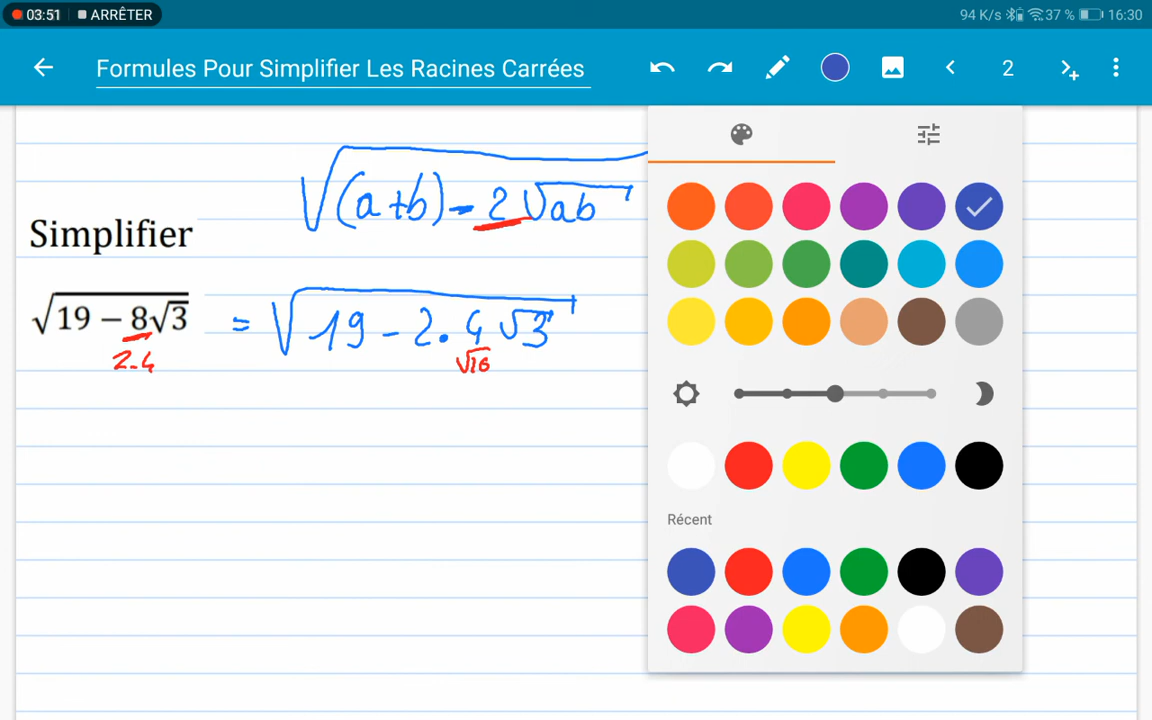 03:51 ARRÊTER 94 K/s 37 % 16:30
Formules Pour Simplifier Les Racines Carrées 2
√(a+b)-2√ab
Simplifier
√19 − 8√3 = √19-2.4√3
2.4 √16
Récent